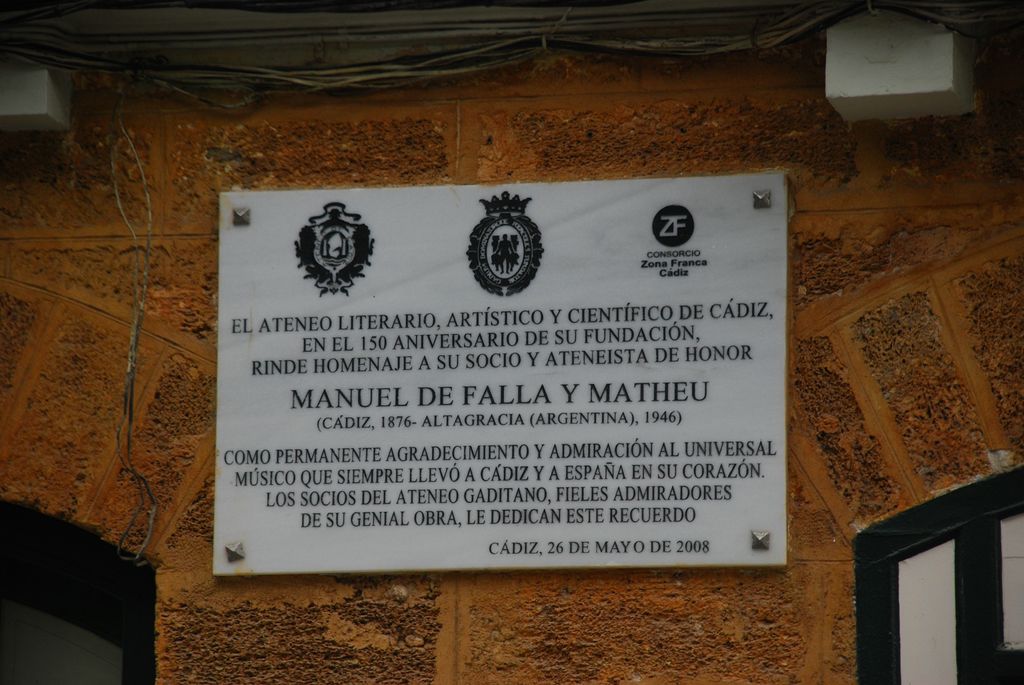 ZF
CONSORCIO
Zona Franca
Cádiz
EL ATENEO LITERARIO, ARTÍSTICO Y CIENTÍFICO DE CÁDIZ,
EN EL 150 ANIVERSARIO DE SU FUNDACIÓN,
RINDE HOMENAJE A SU SOCIO Y ATENEISTA DE HONOR
MANUEL DE FALLA Y MATHEU
(CÁDIZ, 1876- ALTAGRACIA (ARGENTINA), 1946)
COMO PERMANENTE AGRADECIMIENTO Y ADMIRACIÓN AL UNIVERSAL
MÚSICO QUE SIEMPRE LLEVÓ A CÁDIZ Y A ESPAÑA EN SU CORAZÓN.
LOS SOCIOS DEL ATENEO GADITANO, FIELES ADMIRADORES
DE SU GENIAL OBRA, LE DEDICAN ESTE RECUERDO
CÁDIZ, 26 DE MAYO DE 2008